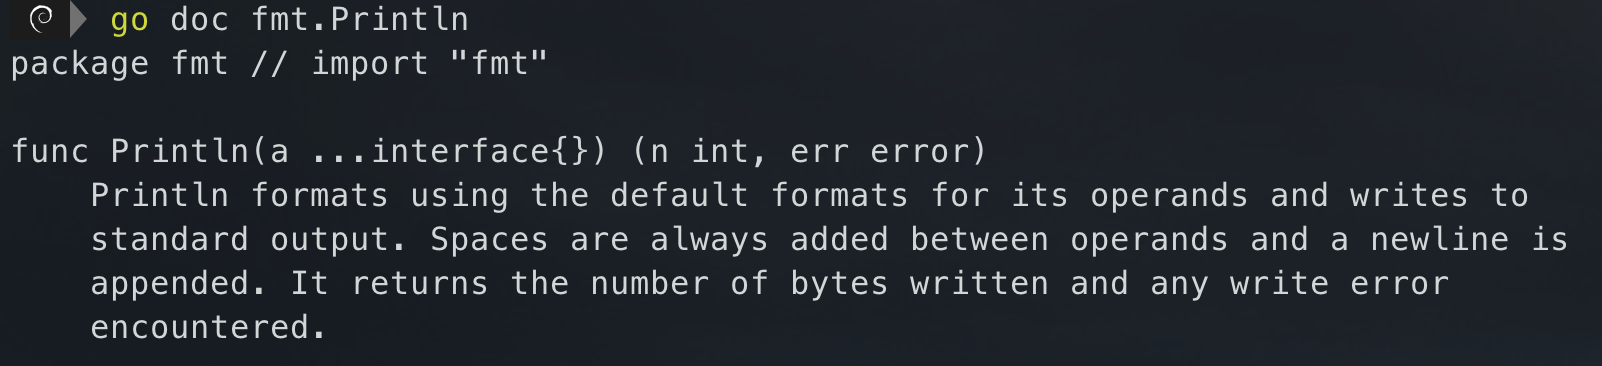 go doc fmt.Println
package fmt // import "fmt"
func Println(a ...interface{}) (n int, err error)
Println formats using the default formats for its operands and writes to
standard output. Spaces are always added between operands and a newline is
appended. It returns the number of bytes written and any write error
encountered.